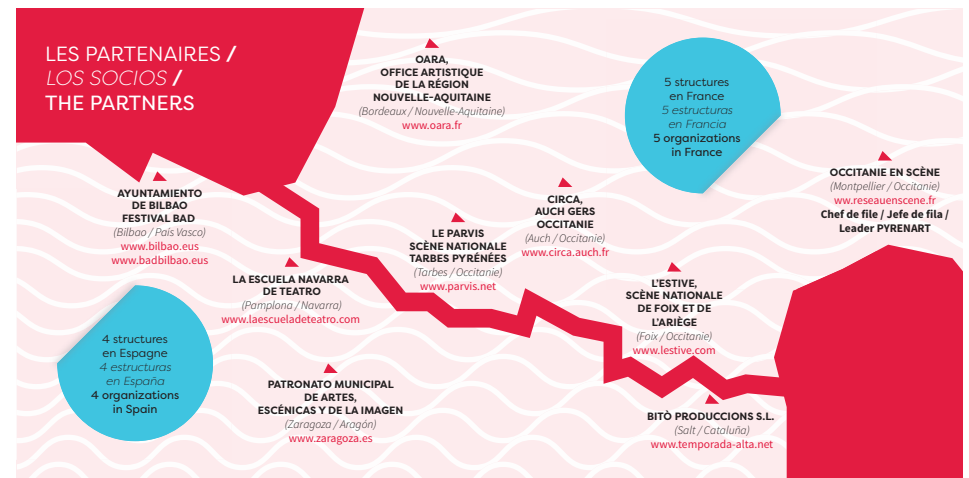 LES PARTENAIRES /
LOS SOCIOS /
THE PARTNERS
OARA,
OFFICE ARTISTIQUE
DE LA RÉGION
NOUVELLE-AQUITAINE
(Bordeaux / Nouvelle-Aquitaine)
www.oara.fr
5 structures
en France
5 estructuras
en Francia
5 organizations
in France
OCCITANIE EN SCÈNE
(Montpellier / Occitanie)
ww.reseauenscene.fr
Chef de file / Jefe de fila /
Leader PYRENART
AYUNTAMIENTO
DE BILBAO
FESTIVAL BAD
(Bilbao / País Vasco)
www.bilbao.eus
www.badbilbao.eus
CIRCA,
AUCH GERS
OCCITANIE
(Auch / Occitanie)
www.circa.auch.fr
LE PARVIS
SCÈNE NATIONALE
TARBES PYRÉNÉES
(Tarbes / Occitanie)
www.parvis.net
LA ESCUELA NAVARRA
DE TEATRO
(Pamplona / Navarra)
www.laescueladeteatro.com
L'ESTIVE,
SCÈNE NATIONALE
DE FOIX ET DE
L'ARIÈGE
(Foix / Occitanie)
www.lestive.com
4 structures
en Espagne
4 estructuras
en España
4 organizations
in Spain
PATRONATO MUNICIPAL
DE ARTES,
ESCÉNICAS Y DE LA IMAGEN
(Zaragoza / Aragón)
www.zaragoza.es
BITÒ PRODUCCIONS S.L.
(Salt / Cataluña)
www.temporada-alta.net